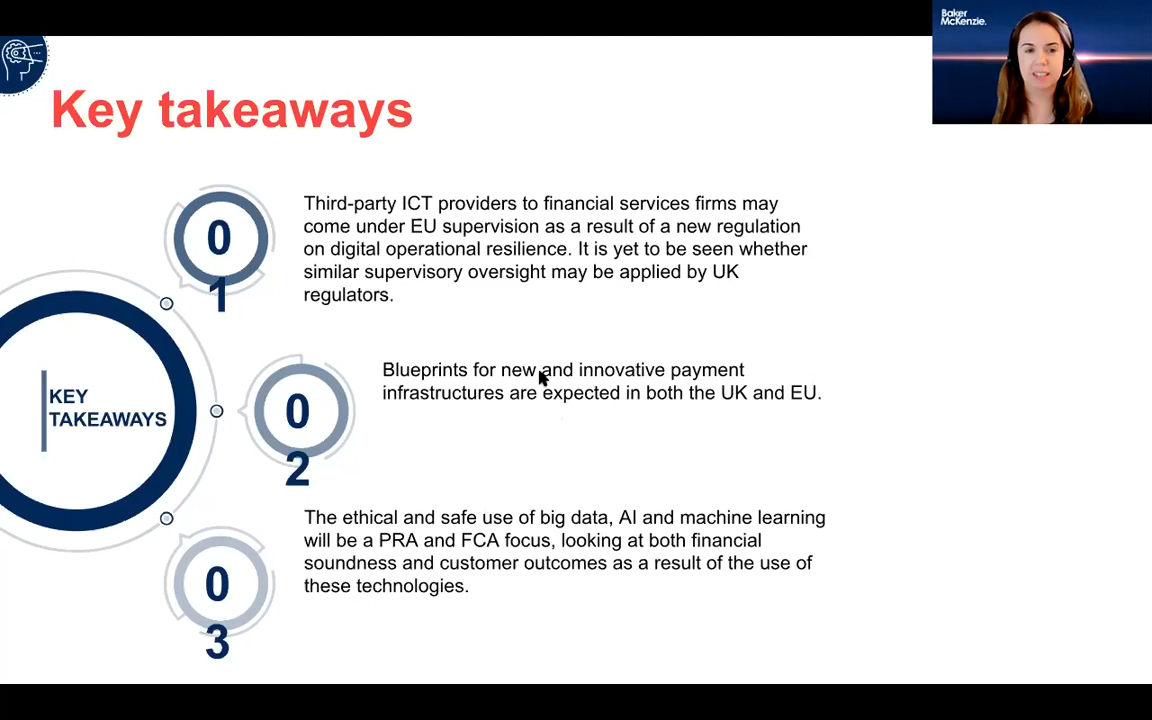 Baker
McKenzie.
Key takeaways
0
1
Third-party ICT providers to financial services firms may
come under EU supervision as a result of a new regulation
on digital operational resilience. It is yet to be seen whether
similar supervisory oversight may be applied by UK
regulators.
KEY
TAKEAWAYS
0
2
Blueprints for new and innovative payment
infrastructures are expected in both the UK and EU.
0
3
The ethical and safe use of big data, AI and machine learning
will be a PRA and FCA focus, looking at both financial
soundness and customer outcomes as a result of the use of
these technologies.